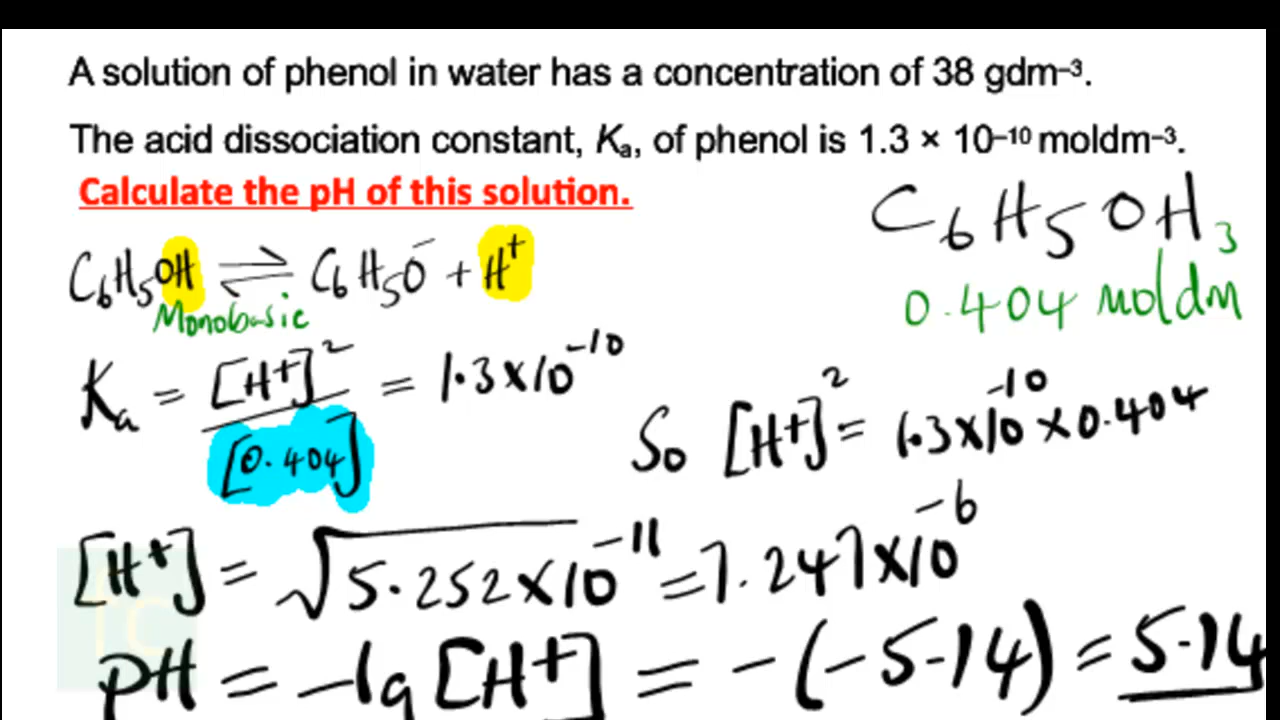 A solution of phenol in water has a concentration of 38 gdm⁻³.
The acid dissociation constant, Kₐ, of phenol is 1.3 × 10⁻¹⁰ moldm⁻³.
Calculate the pH of this solution.
C₆H₅OH
C₆H₅OH ⇌ C₆H₅O⁻ + H⁺
Monobasic
0.404 moldm⁻³
Kₐ = [H⁺]² / [0.404] = 1.3×10⁻¹⁰
So [H⁺]² = 1.3×10⁻¹⁰ × 0.404
[H⁺] = √5.252×10⁻¹¹ = 7.247×10⁻⁶
pH = -lg [H⁺] = -(-5.14) = 5.14